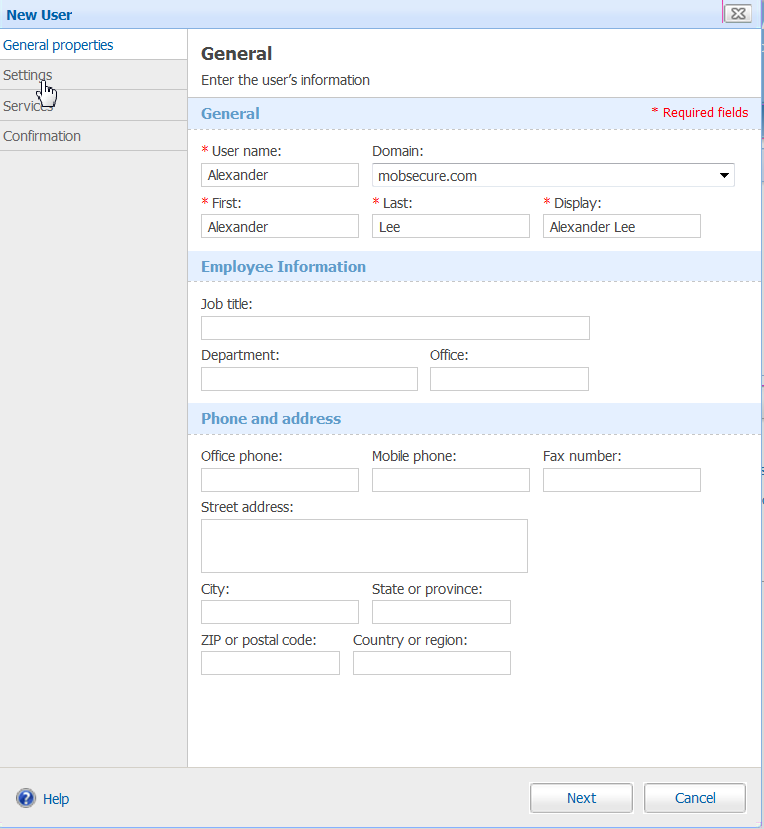 New User
General properties
Settings
Services
Confirmation
General
Enter the user's information
General
* Required fields
* User name: Domain:
Alexander mobsecure.com
* First: * Last: * Display:
Alexander Lee Alexander Lee
Employee Information
Job title:
Department: Office:
Phone and address
Office phone: Mobile phone: Fax number:
Street address:
City: State or province:
ZIP or postal code: Country or region:
? Help
Next Cancel